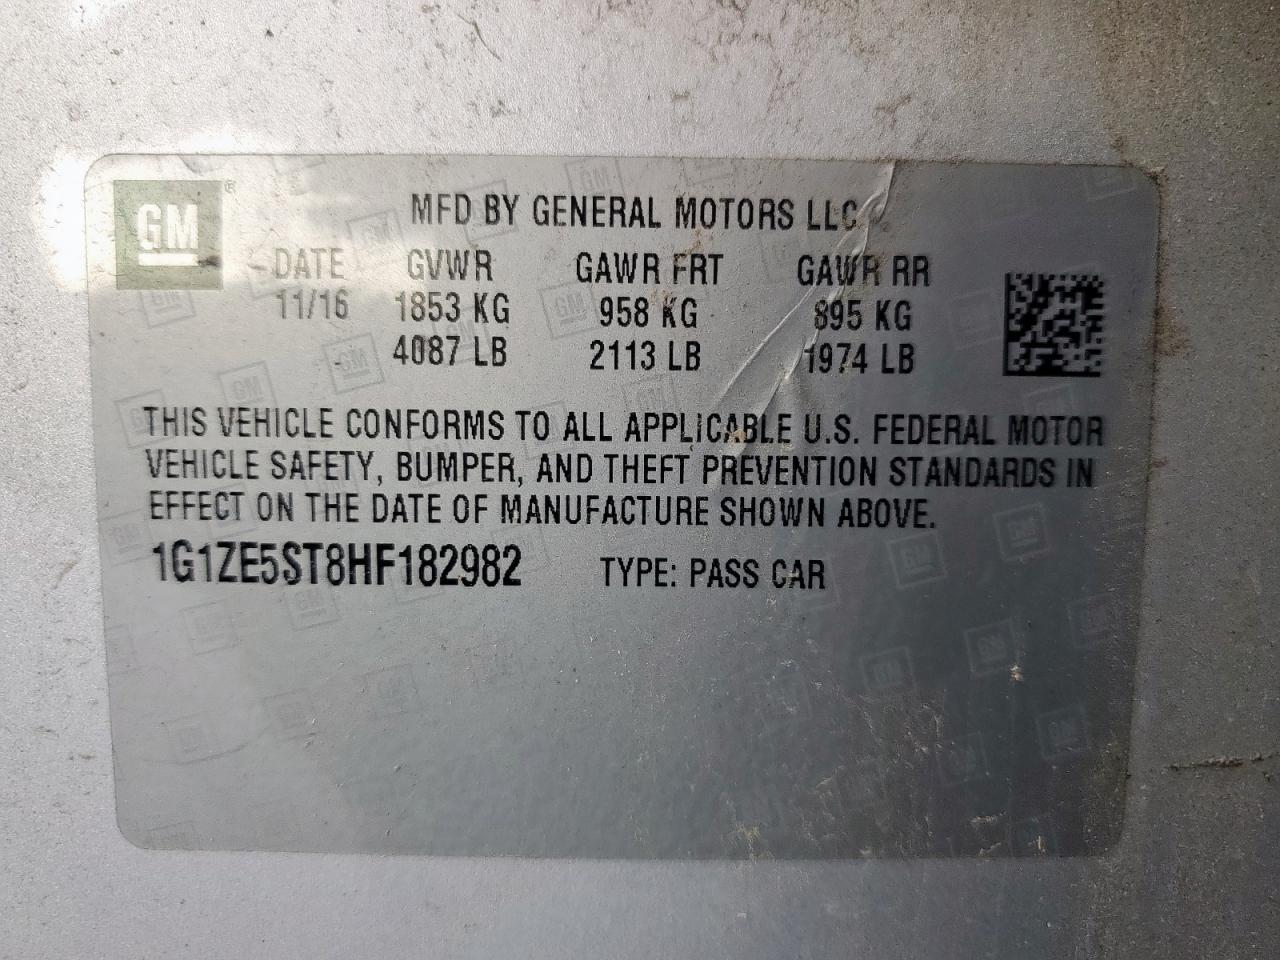 GM ®
MFD BY GENERAL MOTORS LLC
DATE GVWR GAWR FRT GAWR RR
11/16 1853 KG 958 KG 895 KG
4087 LB 2113 LB 1974 LB
THIS VEHICLE CONFORMS TO ALL APPLICABLE U.S. FEDERAL MOTOR
VEHICLE SAFETY, BUMPER, AND THEFT PREVENTION STANDARDS IN
EFFECT ON THE DATE OF MANUFACTURE SHOWN ABOVE.
1G1ZE5ST8HF182982 TYPE: PASS CAR